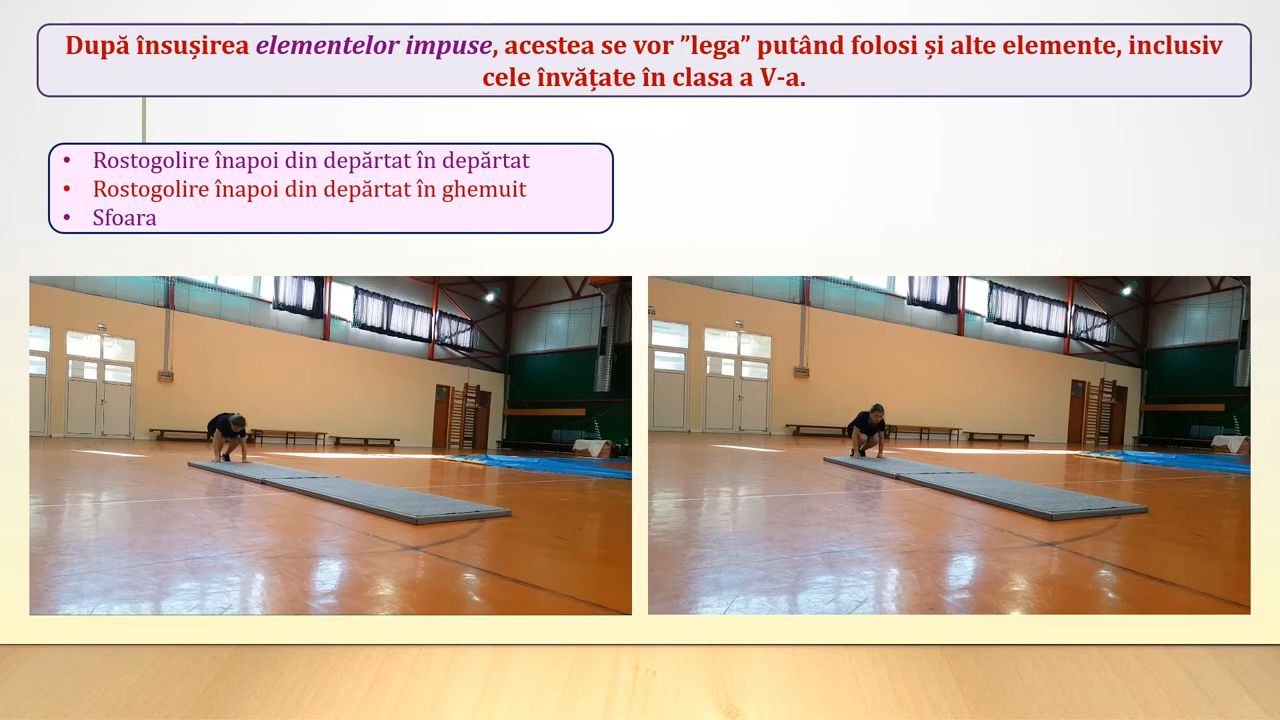 După însușirea elementelor impuse, acestea se vor ”lega” putând folosi și alte elemente, inclusiv
cele învățate în clasa a V-a.
• Rostogolire înapoi din depărtat în depărtat
• Rostogolire înapoi din depărtat în ghemuit
• Sfoara